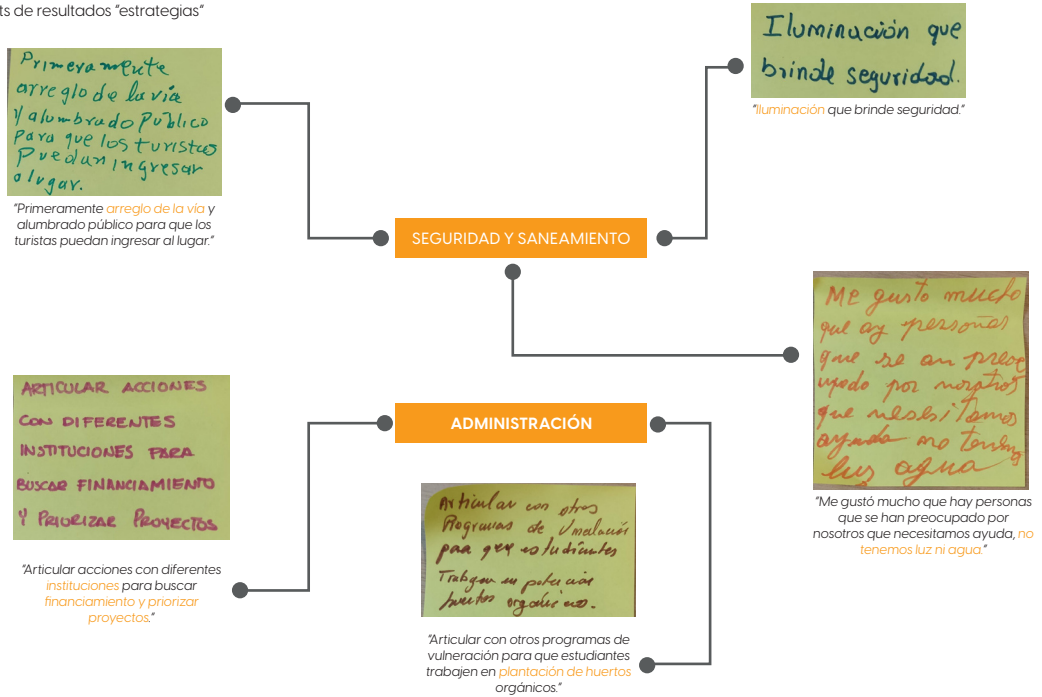 ts de resultados "estrategias"
Primeramente
arreglo de la vía
y alumbrado Público
para que los turistas
Puedan ingresar
a lugar.
"Primeramente arreglo de la vía y
alumbrado público para que los
turistas puedan ingresar al lugar."
Iluminación que
brinde seguridad.
"Iluminación que brinde seguridad."
SEGURIDAD Y SANEAMIENTO
Me gusto mucho
que ay personas
que se an preoc
upado por nosotros
que nesesitamos
ayuda no tenemos
luz agua
"Me gustó mucho que hay personas
que se han preocupado por
nosotros que necesitamos ayuda, no
tenemos luz ni agua."
ARTICULAR ACCIONES
CON DIFERENTES
INSTITUCIONES PARA
BUSCAR FINANCIAMIENTO
Y PRIORIZAR PROYECTOS
"Articular acciones con diferentes
instituciones para buscar
financiamiento y priorizar
proyectos."
ADMINISTRACIÓN
Articular con otros
Programas de Vinculación
para que estudiantes
Trabajen en
huertos orgánicos.
"Articular con otros programas de
vulneración para que estudiantes
trabajen en plantación de huertos
orgánicos."